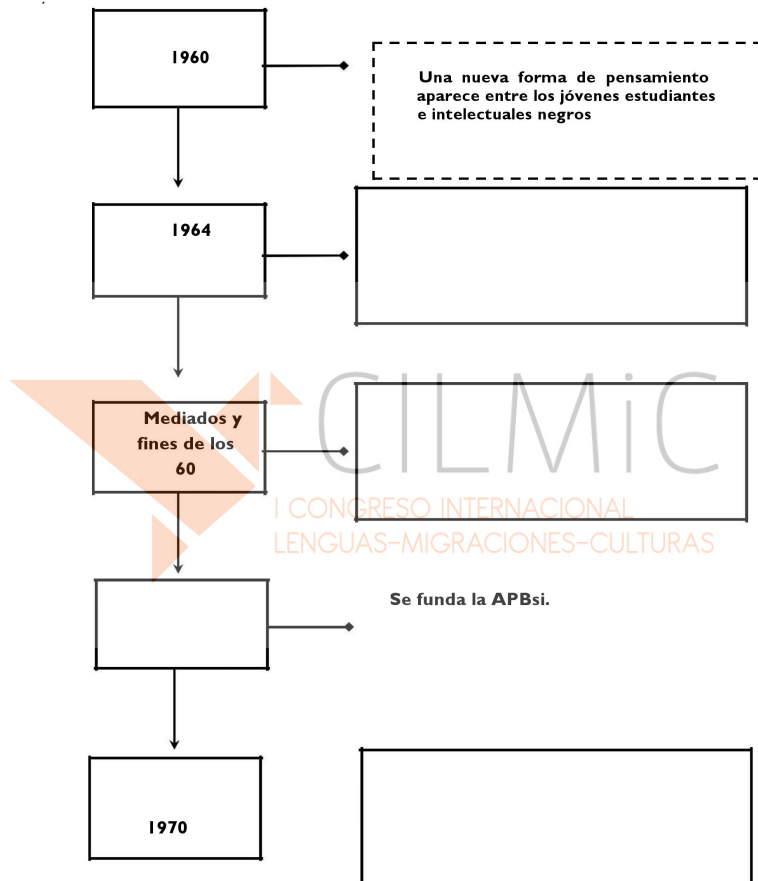 1960
Una nueva forma de pensamiento
aparece entre los jóvenes estudiantes
e intelectuales negros
1964
CILMiC
Mediados y
fines de los
60
I CONGRESO INTERNACIONAL
LENGUAS-MIGRACIONES-CULTURAS
Se funda la APBsi.
1970